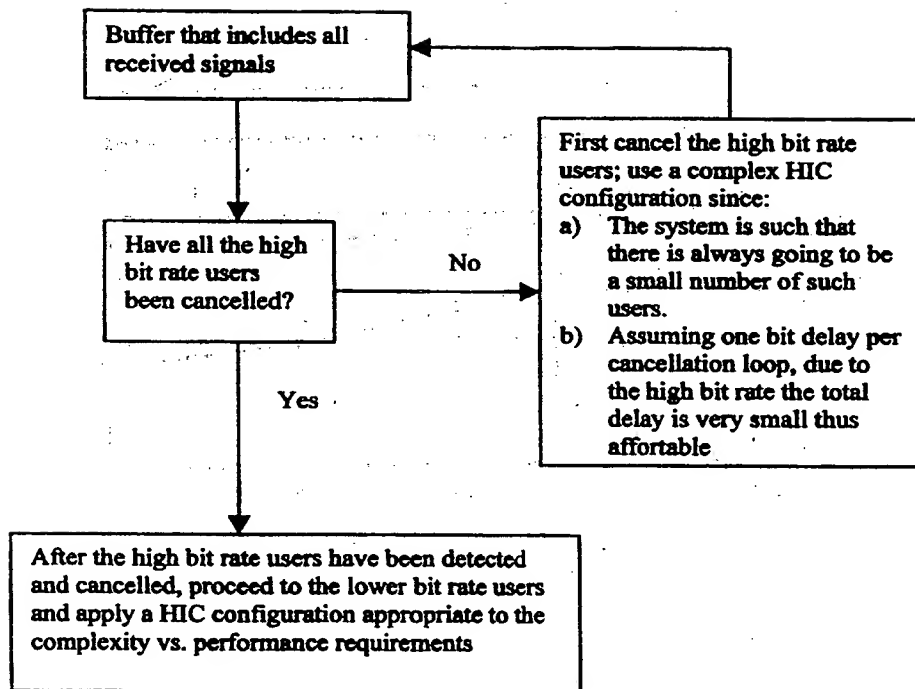 Buffer that includes all
received signals
First cancel the high bit rate
users; use a complex HIC
configuration since:
a) The system is such that
there is always going to be
a small number of such
users.
b) Assuming one bit delay per
cancellation loop, due to
the high bit rate the total
delay is very small thus
affortable
Have all the high
bit rate users
been cancelled?
No
Yes
After the high bit rate users have been detected
and cancelled, proceed to the lower bit rate users
and apply a HIC configuration appropriate to the
complexity vs. performance requirements